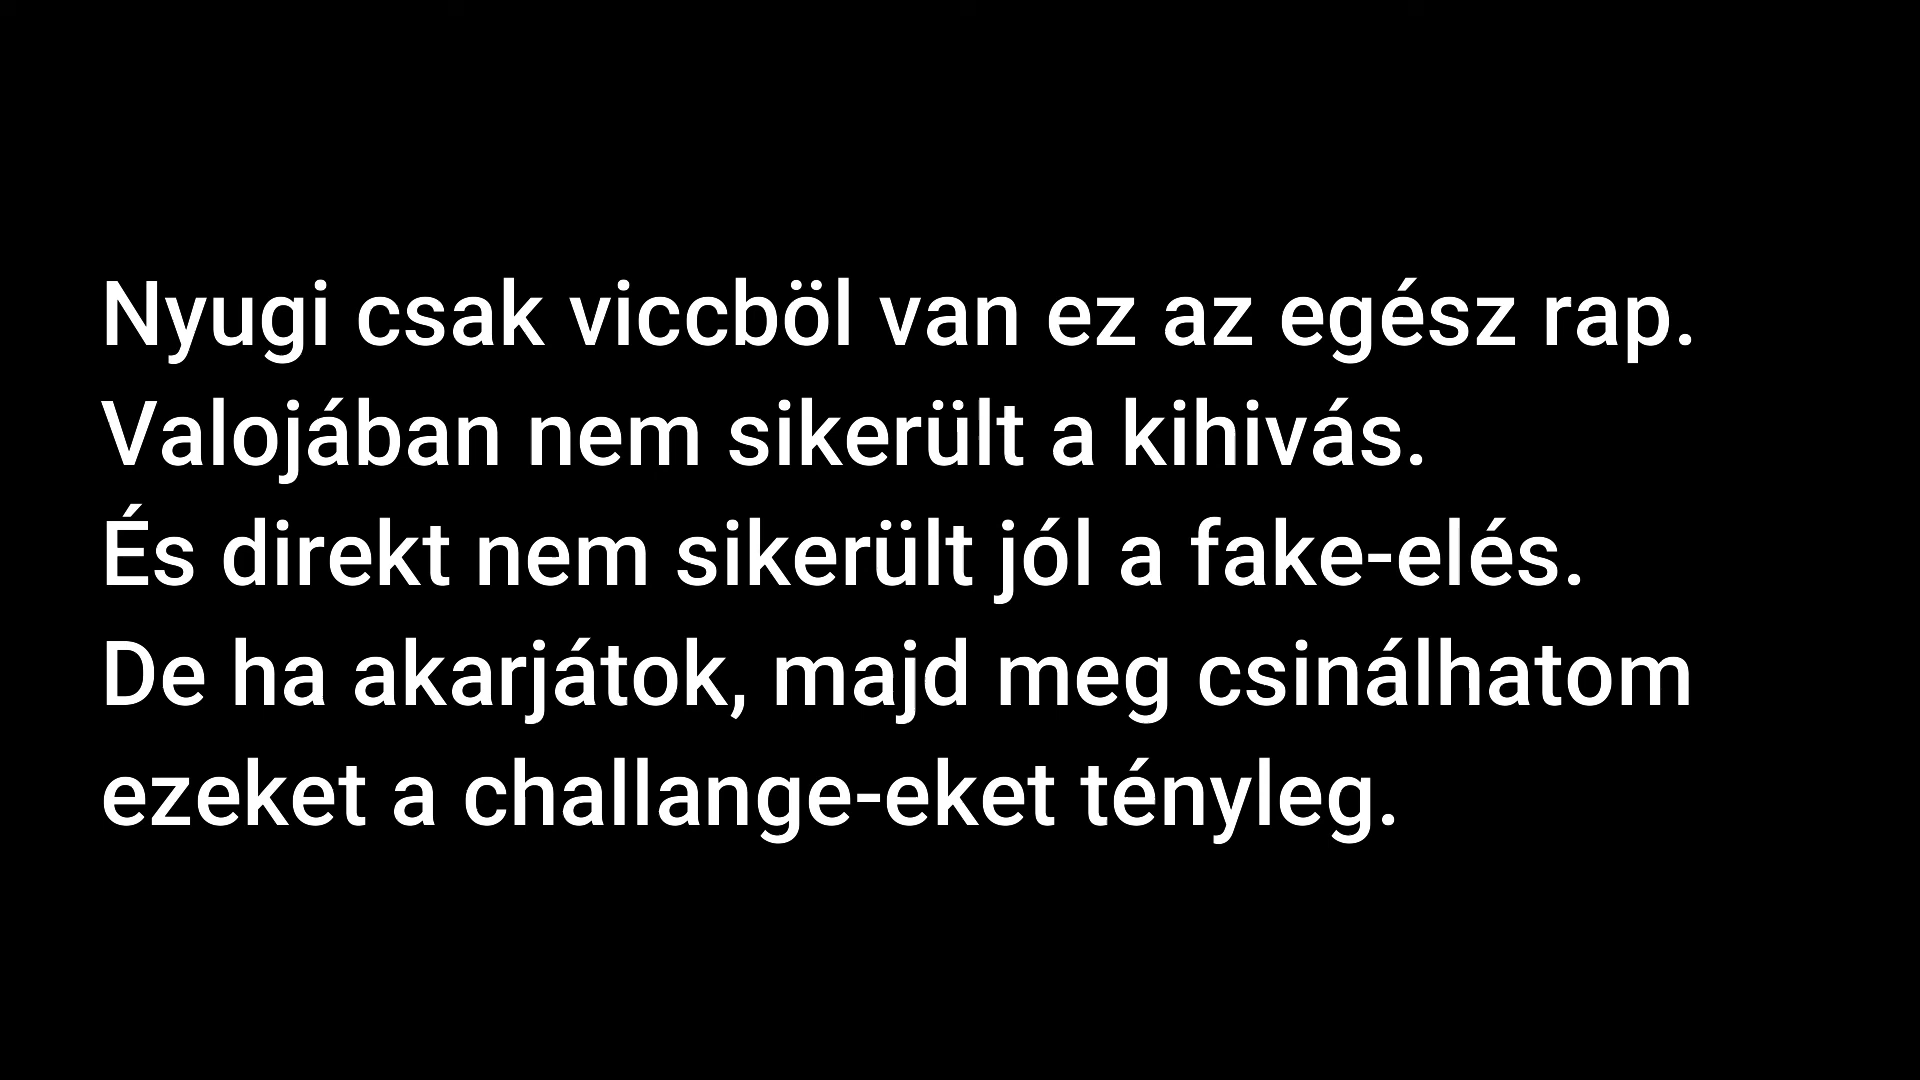 Nyugi csak viccböl van ez az egész rap.
Valojában nem sikerült a kihivás.
És direkt nem sikerült jól a fake-elés.
De ha akarjátok, majd meg csinálhatom
ezeket a challange-eket tényleg.